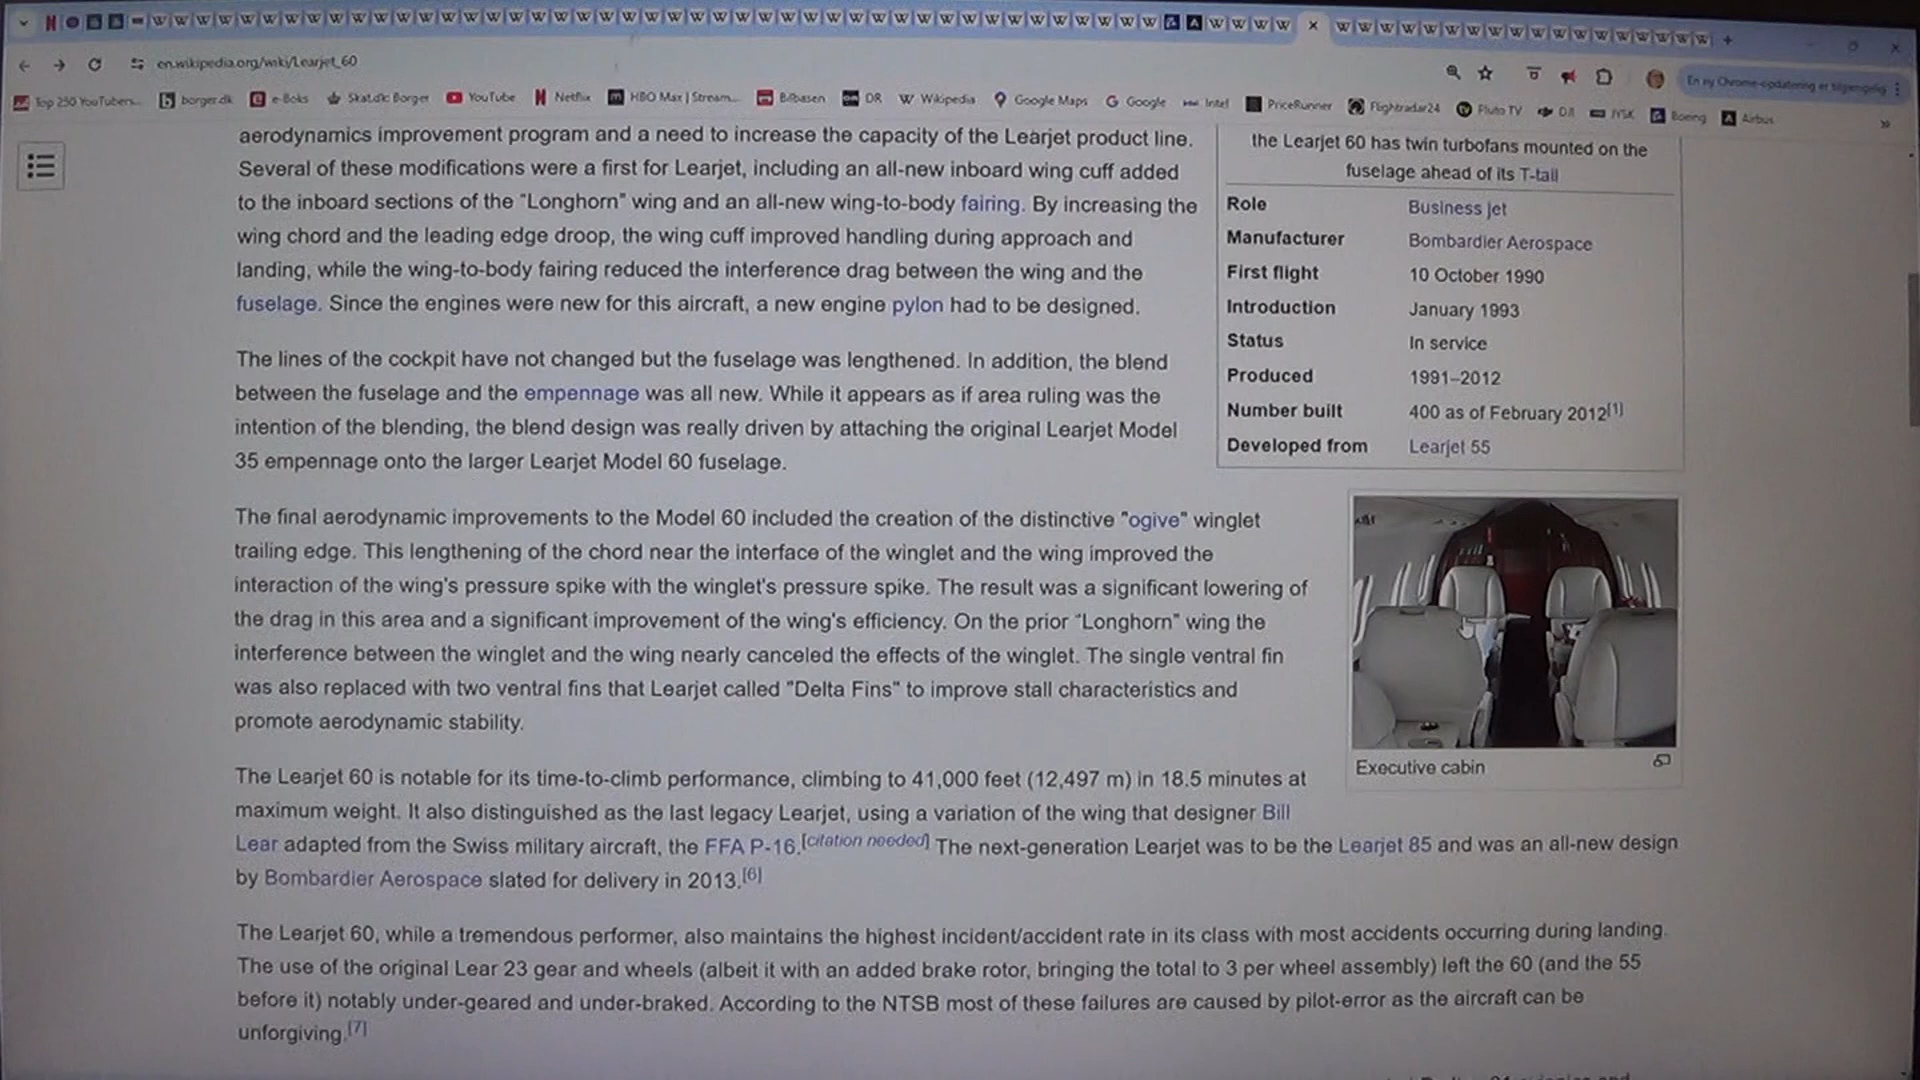 en.wikipedia.org/wiki/Learjet_60
En ny Chrome-opdatering er tilgængelig
Top 250 YouTubers...
borger.dk
e-Boks
Skat.dk: Borger
YouTube
Netflix
HBO Max | Stream...
Bilbasen
DR
Wikipedia
Google Maps
Google
Intel
PriceRunner
Flightradar24
Pluto TV
DJI
JYSK
Boeing
Airbus
aerodynamics improvement program and a need to increase the capacity of the Learjet product line.
Several of these modifications were a first for Learjet, including an all-new inboard wing cuff added
to the inboard sections of the "Longhorn" wing and an all-new wing-to-body fairing. By increasing the
wing chord and the leading edge droop, the wing cuff improved handling during approach and
landing, while the wing-to-body fairing reduced the interference drag between the wing and the
fuselage. Since the engines were new for this aircraft, a new engine pylon had to be designed.
The lines of the cockpit have not changed but the fuselage was lengthened. In addition, the blend
between the fuselage and the empennage was all new. While it appears as if area ruling was the
intention of the blending, the blend design was really driven by attaching the original Learjet Model
35 empennage onto the larger Learjet Model 60 fuselage.
the Learjet 60 has twin turbofans mounted on the
fuselage ahead of its T-tail
Role Business jet
Manufacturer Bombardier Aerospace
First flight 10 October 1990
Introduction January 1993
Status In service
Produced 1991–2012
Number built 400 as of February 2012[1]
Developed from Learjet 55
The final aerodynamic improvements to the Model 60 included the creation of the distinctive "ogive" winglet
trailing edge. This lengthening of the chord near the interface of the winglet and the wing improved the
interaction of the wing's pressure spike with the winglet's pressure spike. The result was a significant lowering of
the drag in this area and a significant improvement of the wing's efficiency. On the prior "Longhorn" wing the
interference between the winglet and the wing nearly canceled the effects of the winglet. The single ventral fin
was also replaced with two ventral fins that Learjet called "Delta Fins" to improve stall characteristics and
promote aerodynamic stability.
Executive cabin
The Learjet 60 is notable for its time-to-climb performance, climbing to 41,000 feet (12,497 m) in 18.5 minutes at
maximum weight. It also distinguished as the last legacy Learjet, using a variation of the wing that designer Bill
Lear adapted from the Swiss military aircraft, the FFA P-16.[citation needed] The next-generation Learjet was to be the Learjet 85 and was an all-new design
by Bombardier Aerospace slated for delivery in 2013.[6]
The Learjet 60, while a tremendous performer, also maintains the highest incident/accident rate in its class with most accidents occurring during landing.
The use of the original Lear 23 gear and wheels (albeit it with an added brake rotor, bringing the total to 3 per wheel assembly) left the 60 (and the 55
before it) notably under-geared and under-braked. According to the NTSB most of these failures are caused by pilot-error as the aircraft can be
unforgiving.[7]